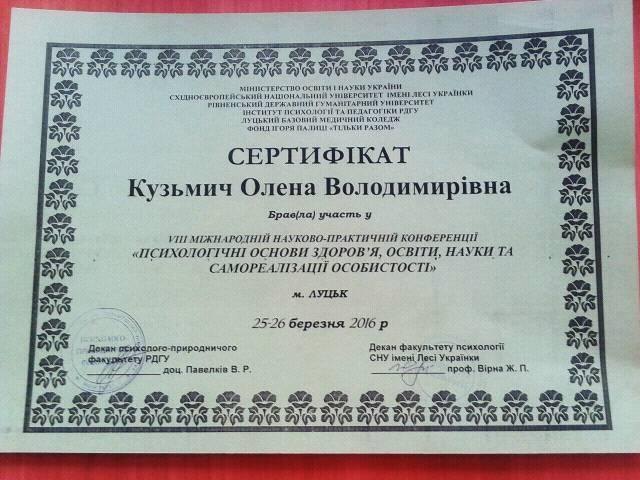 МІНІСТЕРСТВО ОСВІТИ І НАУКИ УКРАЇНИ
СХІДНОЄВРОПЕЙСЬКИЙ НАЦІОНАЛЬНИЙ УНІВЕРСИТЕТ ІМЕНІ ЛЕСІ УКРАЇНКИ
РІВНЕНСЬКИЙ ДЕРЖАВНИЙ ГУМАНІТАРНИЙ УНІВЕРСИТЕТ
ІНСТИТУТ ПСИХОЛОГІЇ ТА ПЕДАГОГІКИ РДГУ
ЛУЦЬКИЙ БАЗОВИЙ МЕДИЧНИЙ КОЛЕДЖ
ФОНД ІГОРЯ ПАЛИЦІ «ТІЛЬКИ РАЗОМ»
СЕРТИФІКАТ
Кузьмич Олена Володимирівна
Брав(ла) участь у
VIII МІЖНАРОДНІЙ НАУКОВО-ПРАКТИЧНІЙ КОНФЕРЕНЦІЇ
«ПСИХОЛОГІЧНІ ОСНОВИ ЗДОРОВ'Я, ОСВІТИ, НАУКИ ТА
САМОРЕАЛІЗАЦІЇ ОСОБИСТОСТІ»
м. ЛУЦЬК
25-26 березня 2016 р
Декан психолого-природничого
факультету РДГУ
доц. Павелків В. Р.
Декан факультету психології
СНУ імені Лесі Українки
проф. Вірна Ж. П.